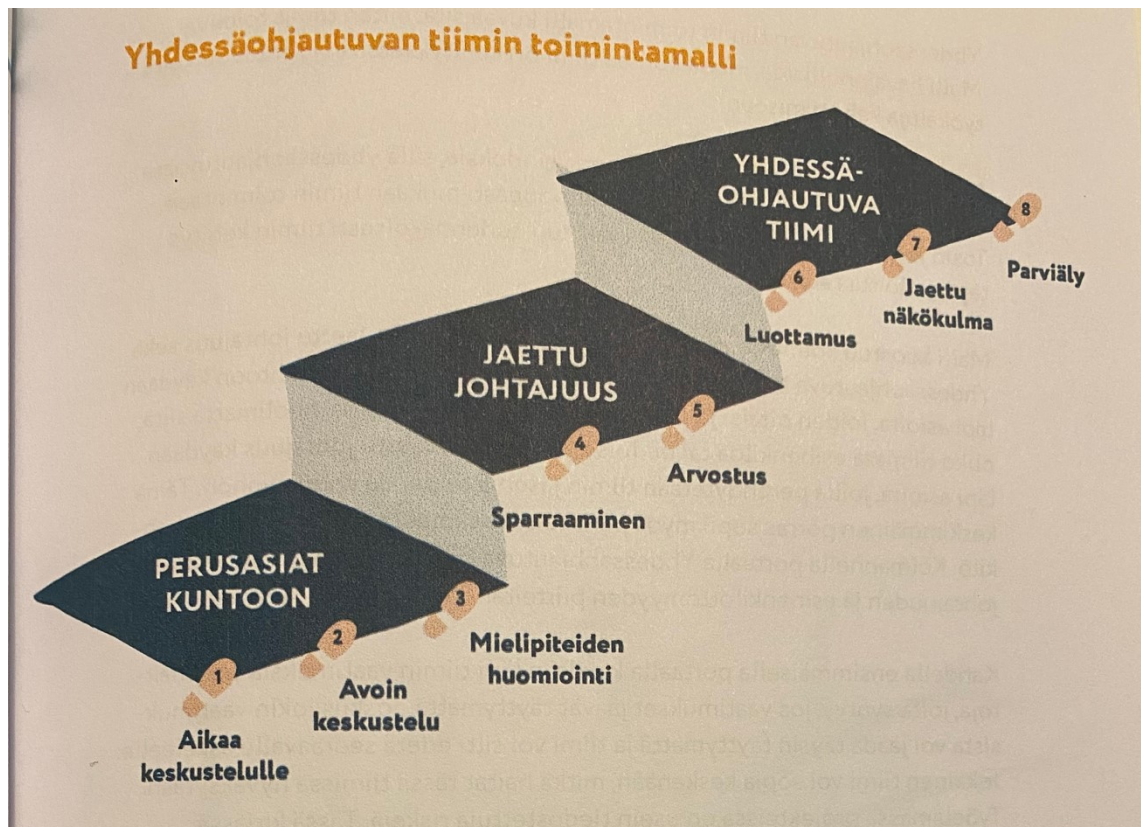 Yhdessäohjautuvan tiimin toimintamalli
YHDESSÄ-
OHJAUTUVA
TIIMI
8
Parviäly
7
Jaettu
näkökulma
6
Luottamus
JAETTU
JOHTAJUUS
5
Arvostus
4
Sparraaminen
PERUSASIAT
KUNTOON
3
Mielipiteiden
huomiointi
2
Avoin
keskustelu
1
Aikaa
keskustelulle